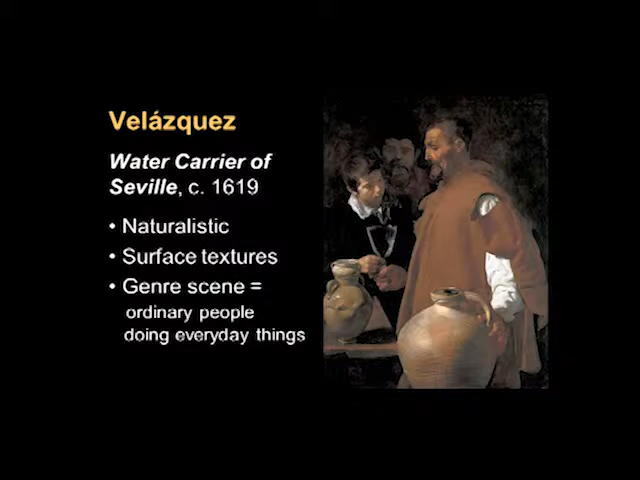 Velázquez
Water Carrier of
Seville, c. 1619
• Naturalistic
• Surface textures
• Genre scene =
ordinary people
doing everyday things